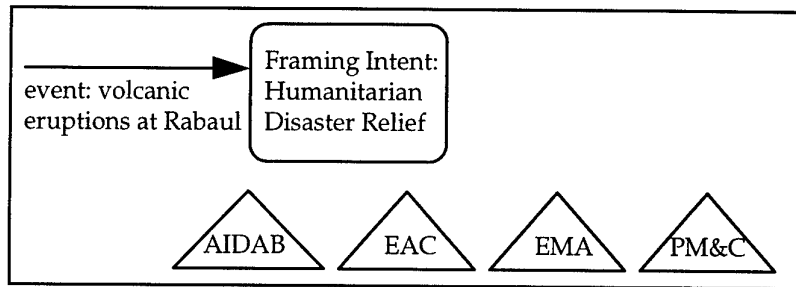 Framing Intent:
event: volcanic Humanitarian
eruptions at Rabaul Disaster Relief
AIDAB EAC EMA PM&C